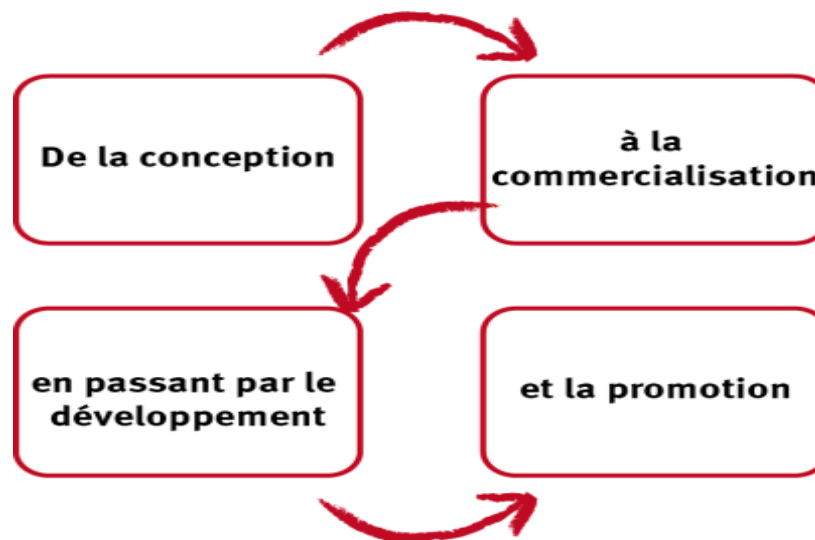 De la conception
à la
commercialisation
en passant par le
développement
et la promotion